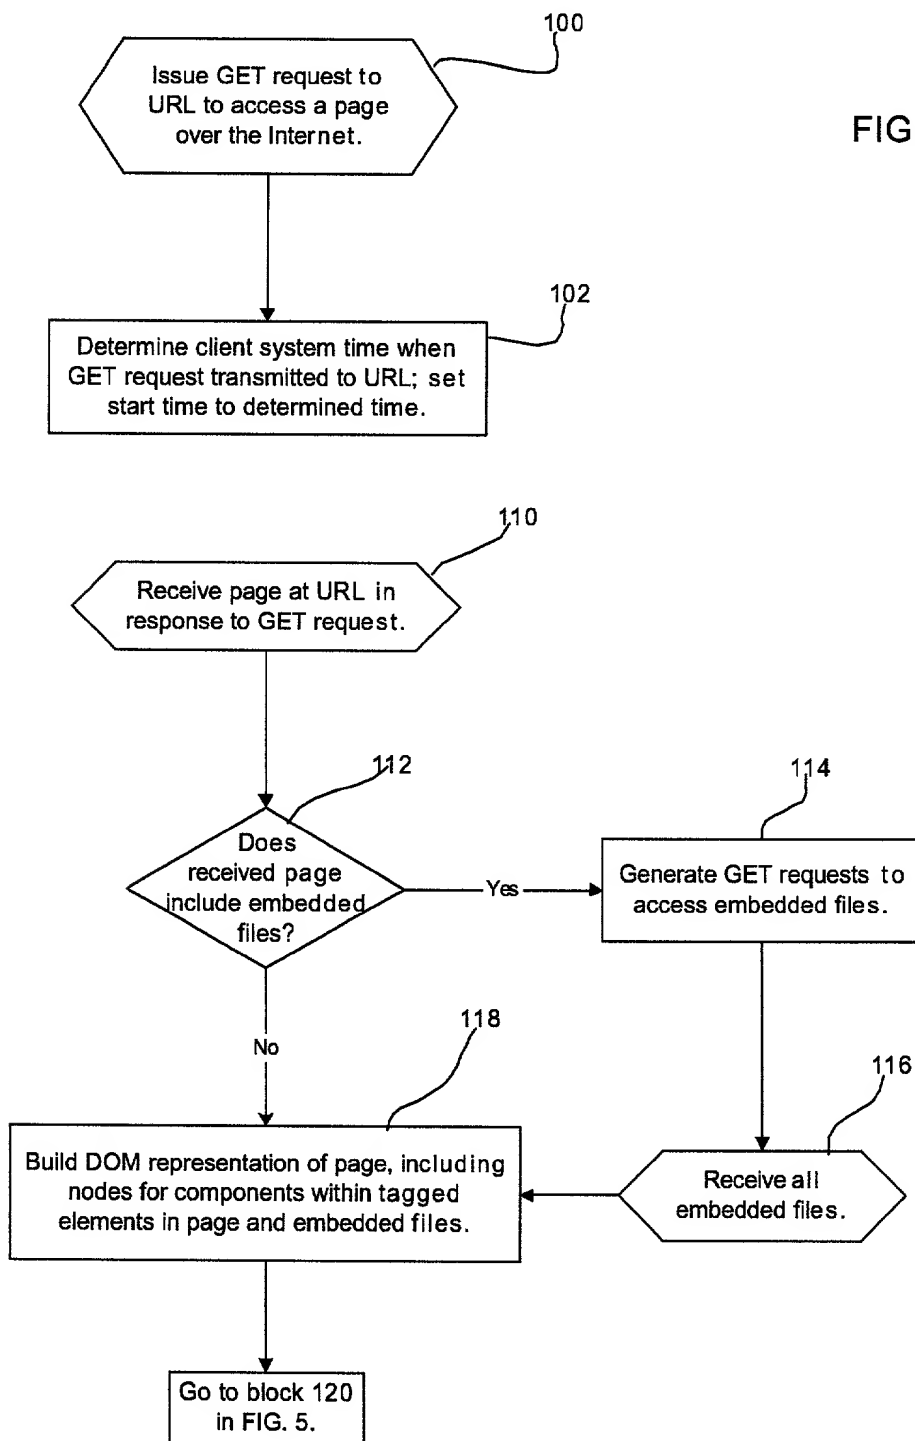 100
Issue GET request to
URL to access a page
over the Internet.
FIG
102
Determine client system time when
GET request transmitted to URL; set
start time to determined time.
110
Receive page at URL in
response to GET request.
112
Does
received page
include embedded
files?
Yes
114
Generate GET requests to
access embedded files.
No
118
116
Build DOM representation of page, including
nodes for components within tagged
elements in page and embedded files.
Receive all
embedded files.
Go to block 120
in FIG. 5.